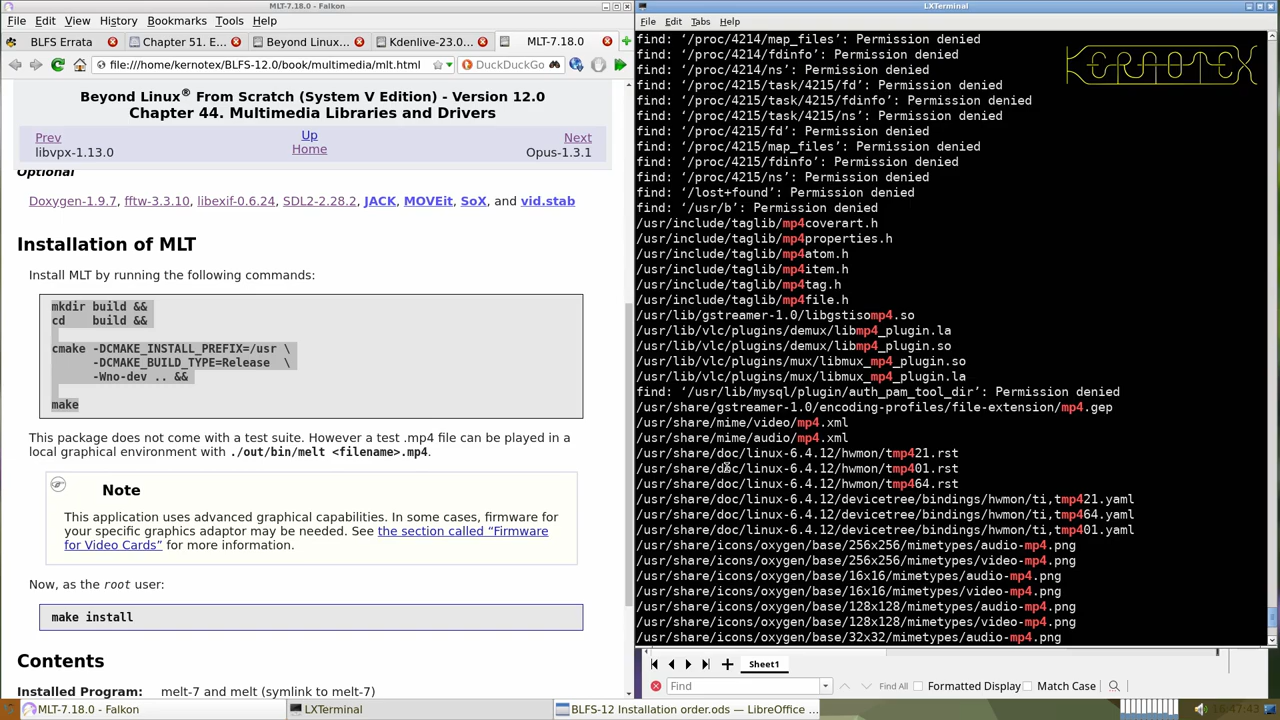 MLT-7.18.0 - Falkon
File Edit View History Bookmarks Tools Help
BLFS Errata
Chapter 51. E...
Beyond Linux...
Kdenlive-23.0...
MLT-7.18.0
file:///home/kernotex/BLFS-12.0/book/multimedia/mlt.html
DuckDuckGo
Beyond Linux® From Scratch (System V Edition) - Version 12.0
Chapter 44. Multimedia Libraries and Drivers
Prev Up Next
libvpx-1.13.0 Home Opus-1.3.1
Optional
Doxygen-1.9.7, fftw-3.3.10, libexif-0.6.24, SDL2-2.28.2, JACK, MOVEit, SoX, and vid.stab
Installation of MLT
Install MLT by running the following commands:
mkdir build &&
cd    build &&
cmake -DCMAKE_INSTALL_PREFIX=/usr \
      -DCMAKE_BUILD_TYPE=Release  \
      -Wno-dev .. &&
make
This package does not come with a test suite. However a test .mp4 file can be played in a
local graphical environment with ./out/bin/melt <filename>.mp4.
Note
This application uses advanced graphical capabilities. In some cases, firmware for
your specific graphics adaptor may be needed. See the section called “Firmware
for Video Cards” for more information.
Now, as the root user:
make install
Contents
Installed Program: melt-7 and melt (symlink to melt-7)
LXTerminal
File Edit Tabs Help
KERNOTEX
find: ‘/proc/4214/map_files’: Permission denied
find: ‘/proc/4214/fdinfo’: Permission denied
find: ‘/proc/4214/ns’: Permission denied
find: ‘/proc/4215/task/4215/fd’: Permission denied
find: ‘/proc/4215/task/4215/fdinfo’: Permission denied
find: ‘/proc/4215/task/4215/ns’: Permission denied
find: ‘/proc/4215/fd’: Permission denied
find: ‘/proc/4215/map_files’: Permission denied
find: ‘/proc/4215/fdinfo’: Permission denied
find: ‘/proc/4215/ns’: Permission denied
find: ‘/lost+found’: Permission denied
find: ‘/usr/b’: Permission denied
/usr/include/taglib/mp4coverart.h
/usr/include/taglib/mp4properties.h
/usr/include/taglib/mp4atom.h
/usr/include/taglib/mp4item.h
/usr/include/taglib/mp4tag.h
/usr/include/taglib/mp4file.h
/usr/lib/gstreamer-1.0/libgstisomp4.so
/usr/lib/vlc/plugins/demux/libmp4_plugin.la
/usr/lib/vlc/plugins/demux/libmp4_plugin.so
/usr/lib/vlc/plugins/mux/libmux_mp4_plugin.so
/usr/lib/vlc/plugins/mux/libmux_mp4_plugin.la
find: ‘/usr/lib/mysql/plugin/auth_pam_tool_dir’: Permission denied
/usr/share/gstreamer-1.0/encoding-profiles/file-extension/mp4.gep
/usr/share/mime/video/mp4.xml
/usr/share/mime/audio/mp4.xml
/usr/share/doc/linux-6.4.12/hwmon/tmp421.rst
/usr/share/doc/linux-6.4.12/hwmon/tmp401.rst
/usr/share/doc/linux-6.4.12/hwmon/tmp464.rst
/usr/share/doc/linux-6.4.12/devicetree/bindings/hwmon/ti,tmp421.yaml
/usr/share/doc/linux-6.4.12/devicetree/bindings/hwmon/ti,tmp464.yaml
/usr/share/doc/linux-6.4.12/devicetree/bindings/hwmon/ti,tmp401.yaml
/usr/share/icons/oxygen/base/256x256/mimetypes/audio-mp4.png
/usr/share/icons/oxygen/base/256x256/mimetypes/video-mp4.png
/usr/share/icons/oxygen/base/16x16/mimetypes/audio-mp4.png
/usr/share/icons/oxygen/base/16x16/mimetypes/video-mp4.png
/usr/share/icons/oxygen/base/128x128/mimetypes/audio-mp4.png
/usr/share/icons/oxygen/base/128x128/mimetypes/video-mp4.png
/usr/share/icons/oxygen/base/32x32/mimetypes/audio-mp4.png
Sheet1
Find Find All Formatted Display Match Case
MLT-7.18.0 - Falkon
LXTerminal
BLFS-12 Installation order.ods — LibreOffice ...
16:47:43